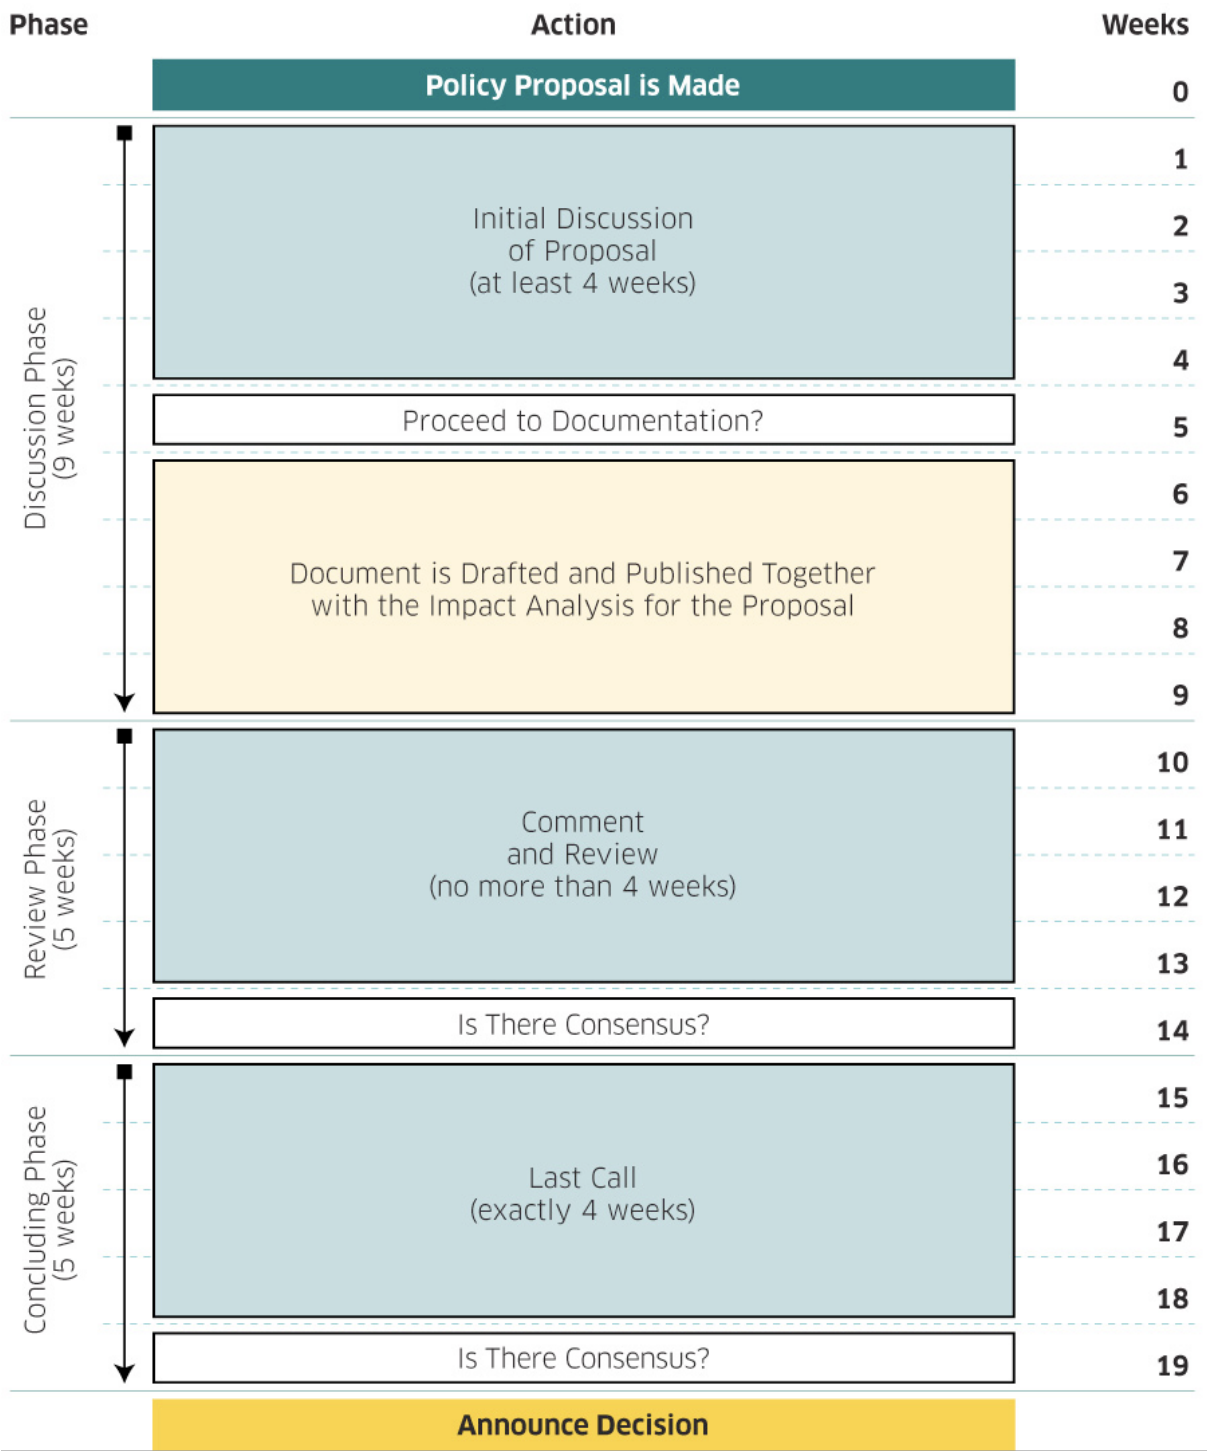 Phase Action Weeks
Policy Proposal is Made 0
Discussion Phase
(9 weeks)
1
Initial Discussion
of Proposal
(at least 4 weeks)
2
3
4
Proceed to Documentation? 5
6
Document is Drafted and Published Together
with the Impact Analysis for the Proposal
7
8
9
Review Phase
(5 weeks)
10
Comment
and Review
(no more than 4 weeks)
11
12
13
Is There Consensus? 14
Concluding Phase
(5 weeks)
15
Last Call
(exactly 4 weeks)
16
17
18
Is There Consensus? 19
Announce Decision